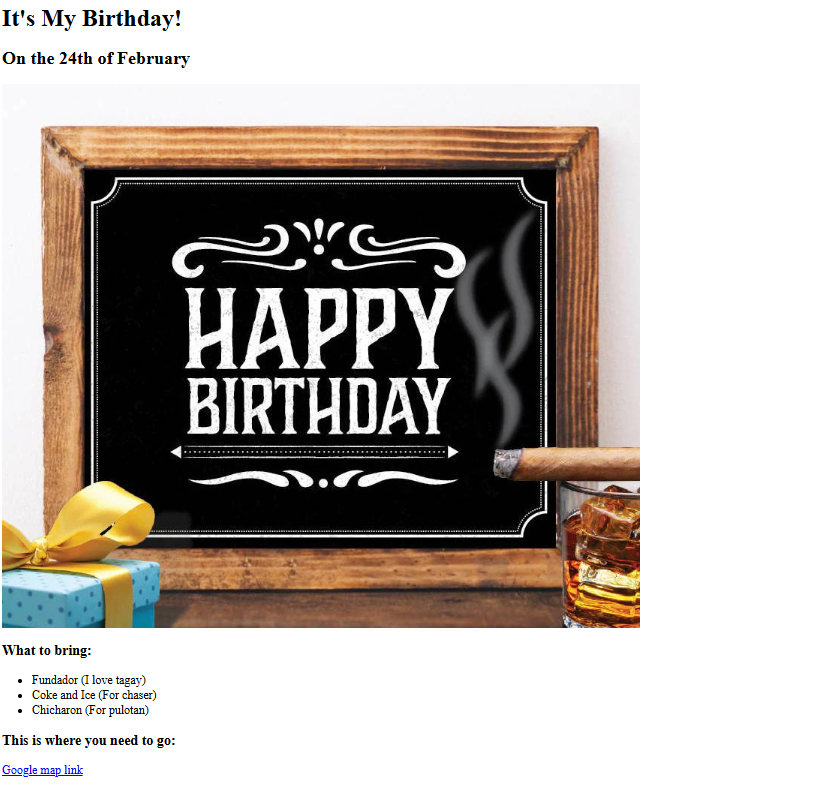 It's My Birthday!
On the 24th of February
HAPPY
BIRTHDAY
What to bring:
Fundador (I love tagay)
Coke and Ice (For chaser)
Chicharon (For pulotan)
This is where you need to go:
Google map link